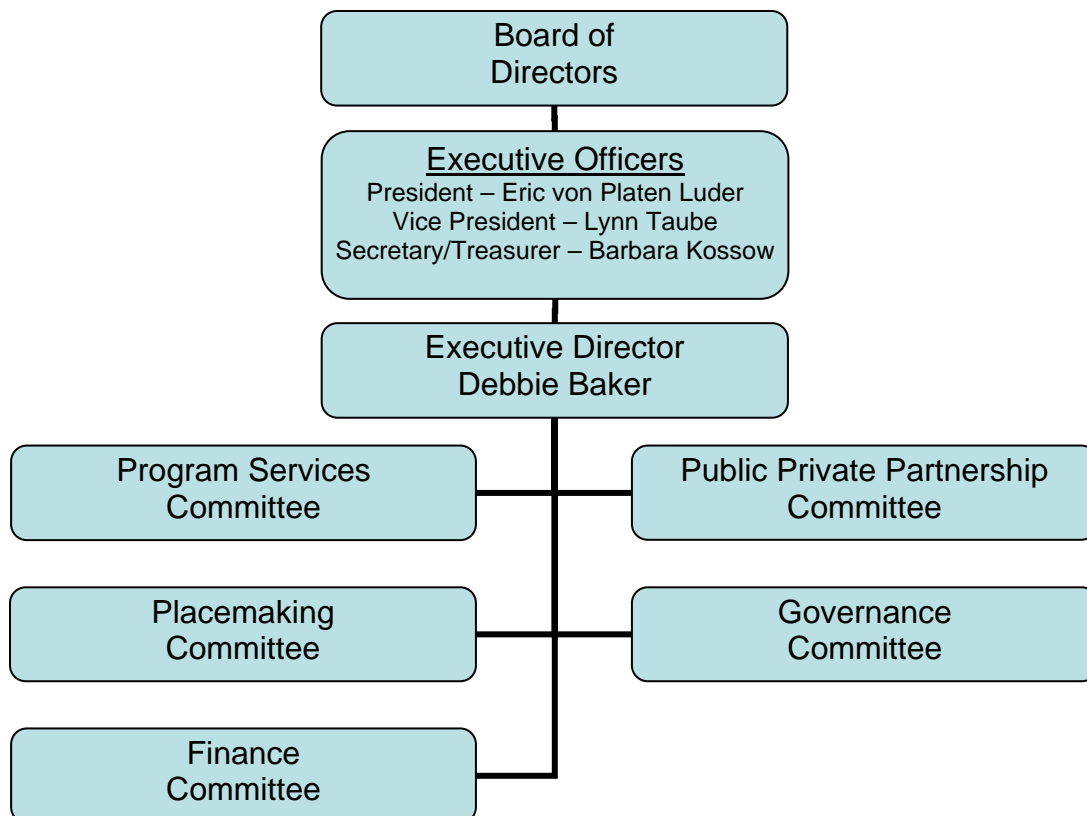 Board of
Directors
Executive Officers
President – Eric von Platen Luder
Vice President – Lynn Taube
Secretary/Treasurer – Barbara Kossow
Executive Director
Debbie Baker
Program Services
Committee
Public Private Partnership
Committee
Placemaking
Committee
Governance
Committee
Finance
Committee